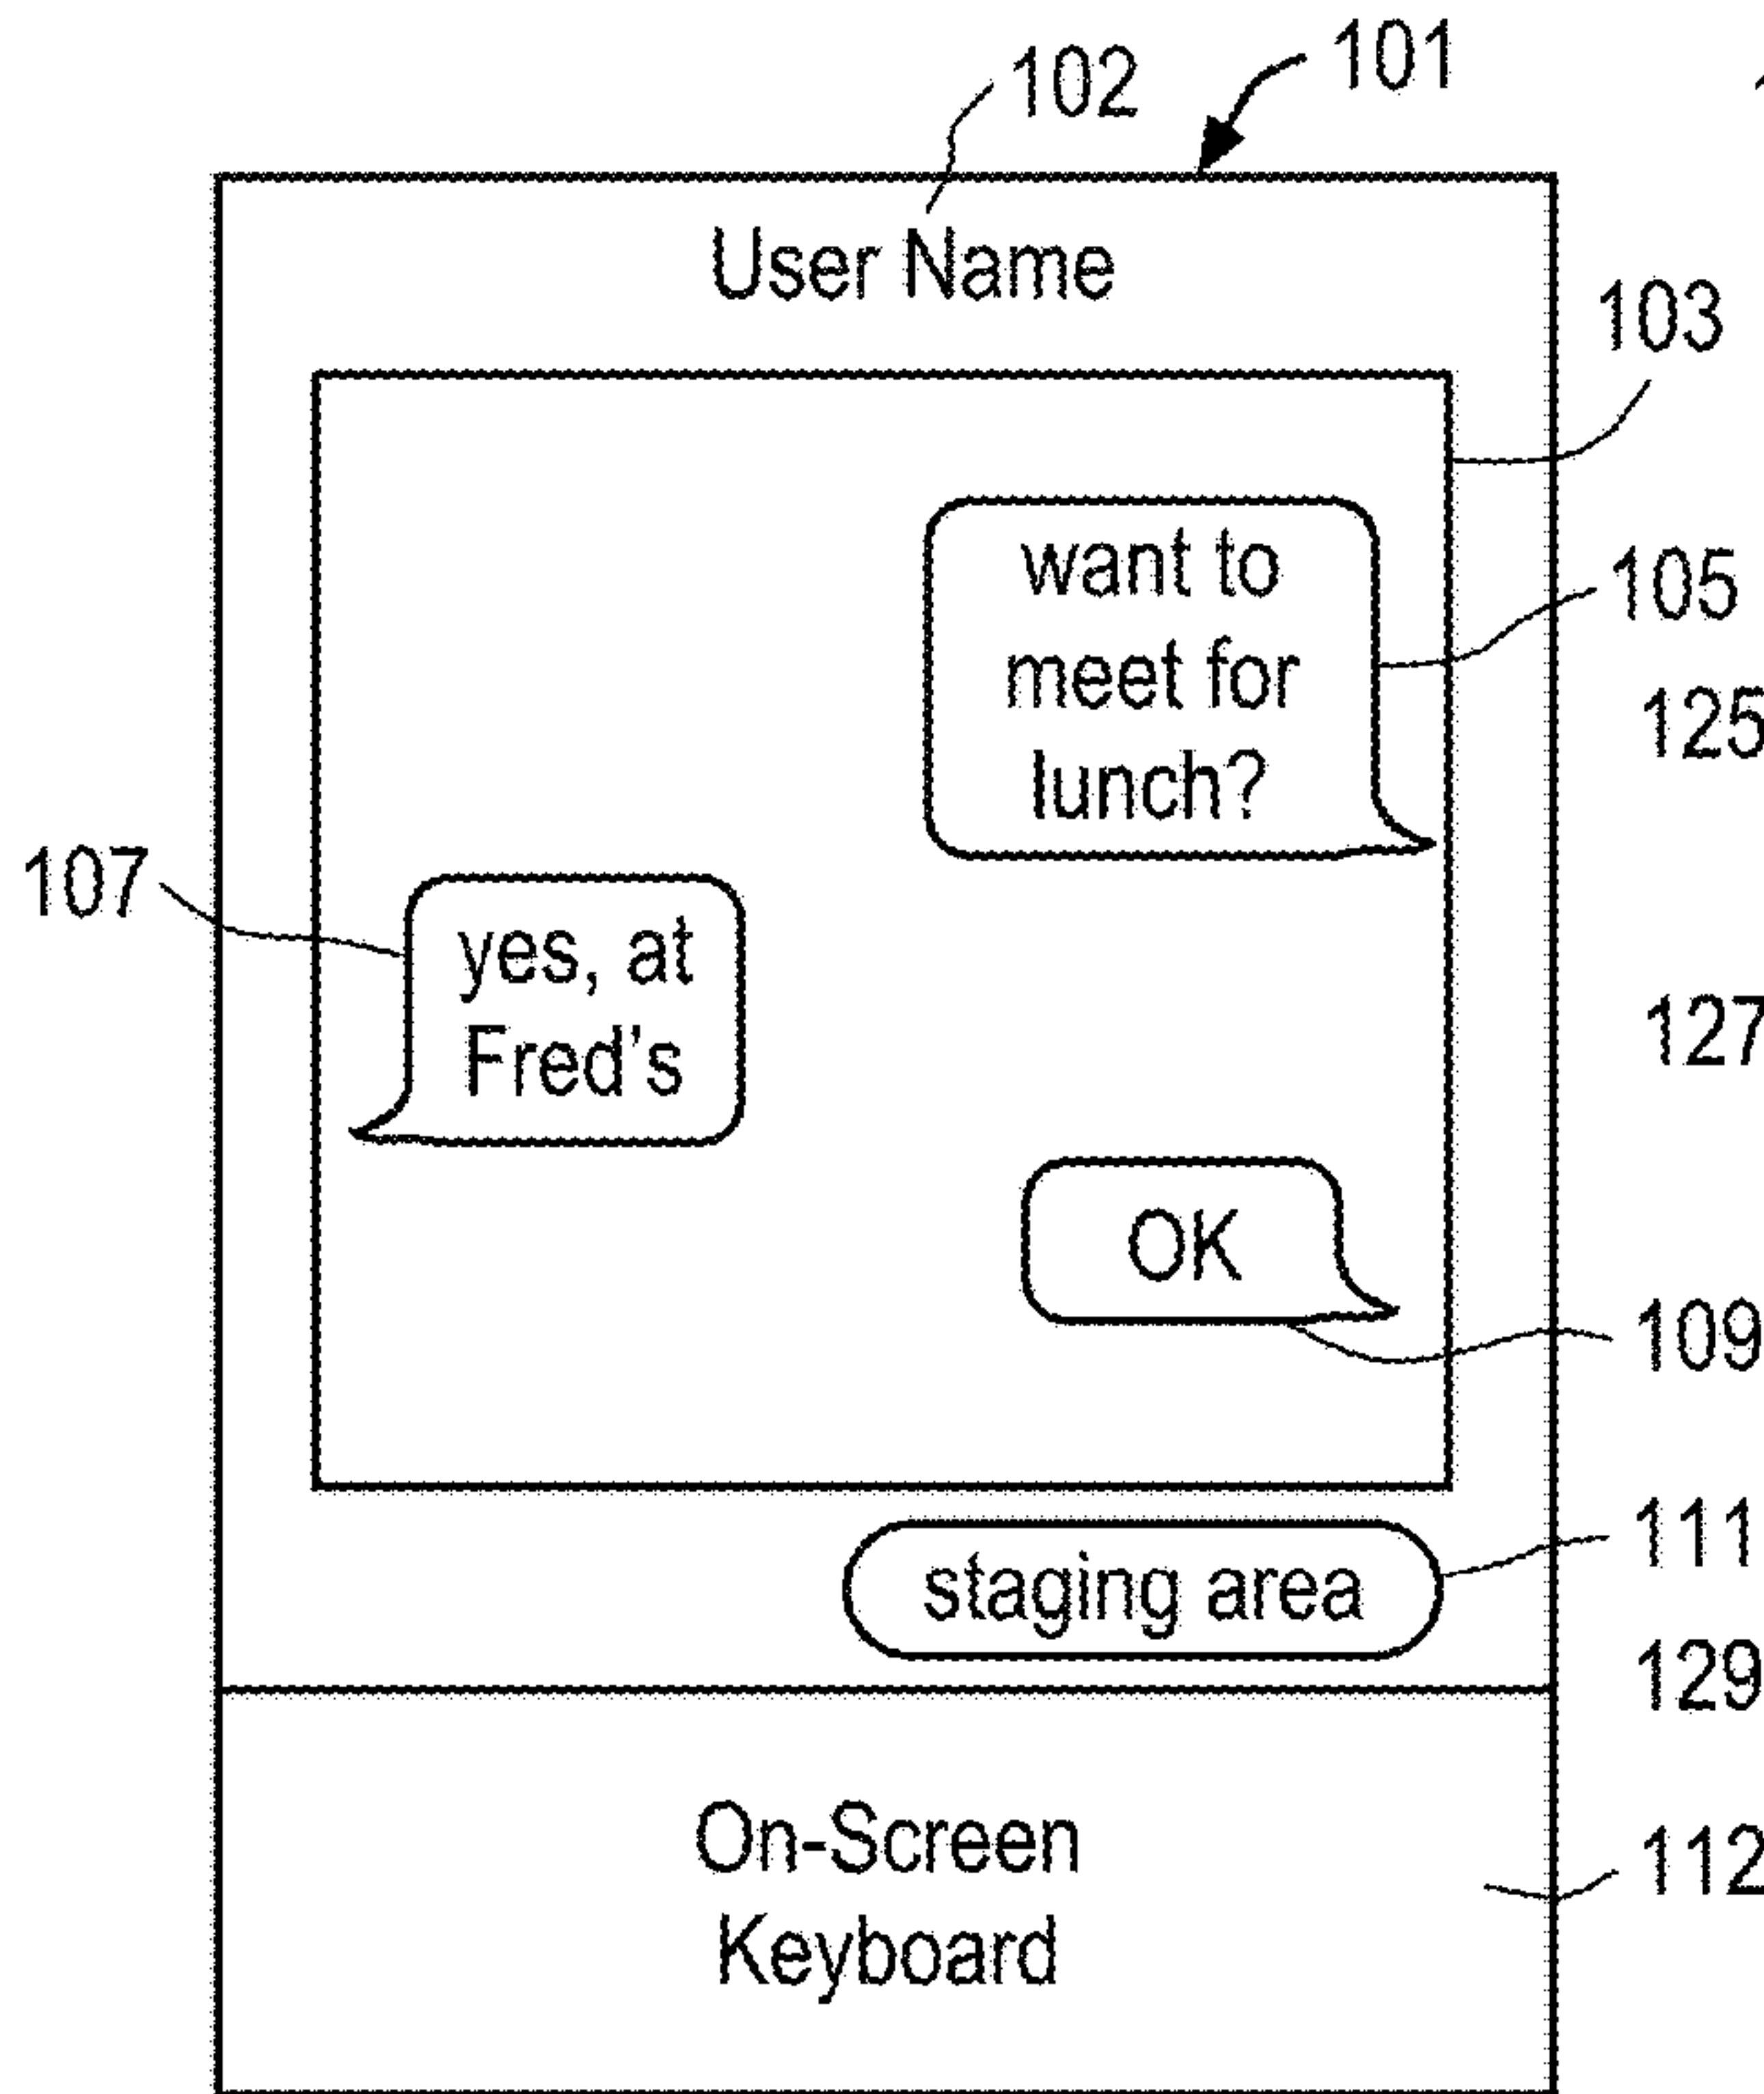 102
101
User Name
103
want to
meet for
lunch?
105
125
107
yes, at
Fred's
127
OK
109
staging area
111
129
On-Screen
Keyboard
112